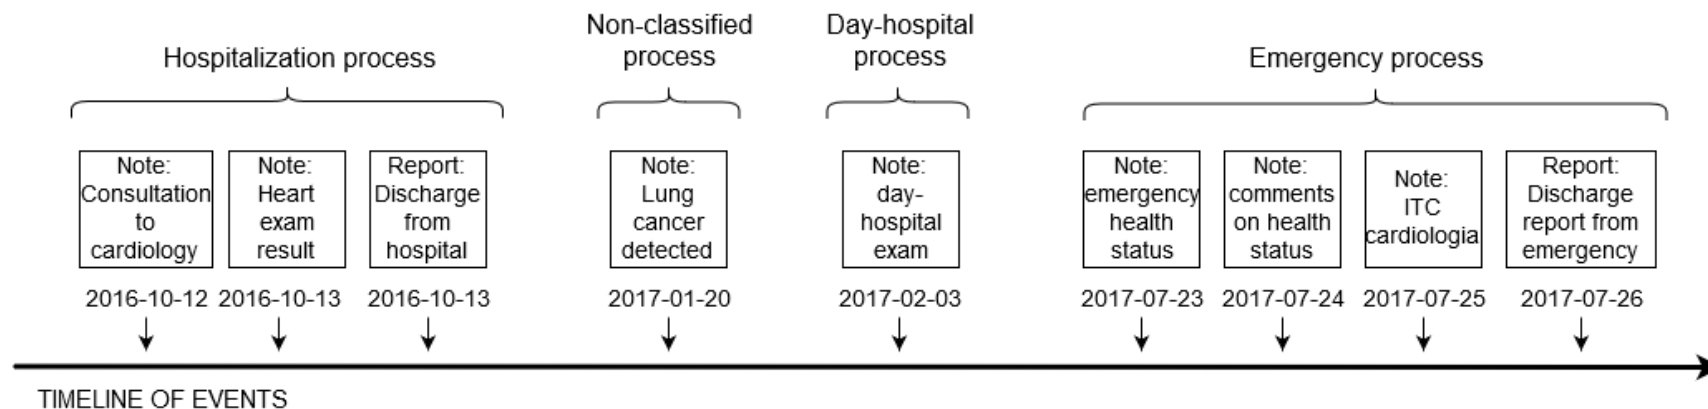 Hospitalization process
Non-classified
process
Day-hospital
process
Emergency process
Note:
Consultation
to
cardiology
Note:
Heart
exam
result
Report:
Discharge
from
hospital
Note:
Lung
cancer
detected
Note:
day-
hospital
exam
Note:
emergency
health
status
Note:
comments
on health
status
Note:
ITC
cardiologia
Report:
Discharge
report from
emergency
2016-10-12
2016-10-13
2016-10-13
2017-01-20
2017-02-03
2017-07-23
2017-07-24
2017-07-25
2017-07-26
TIMELINE OF EVENTS